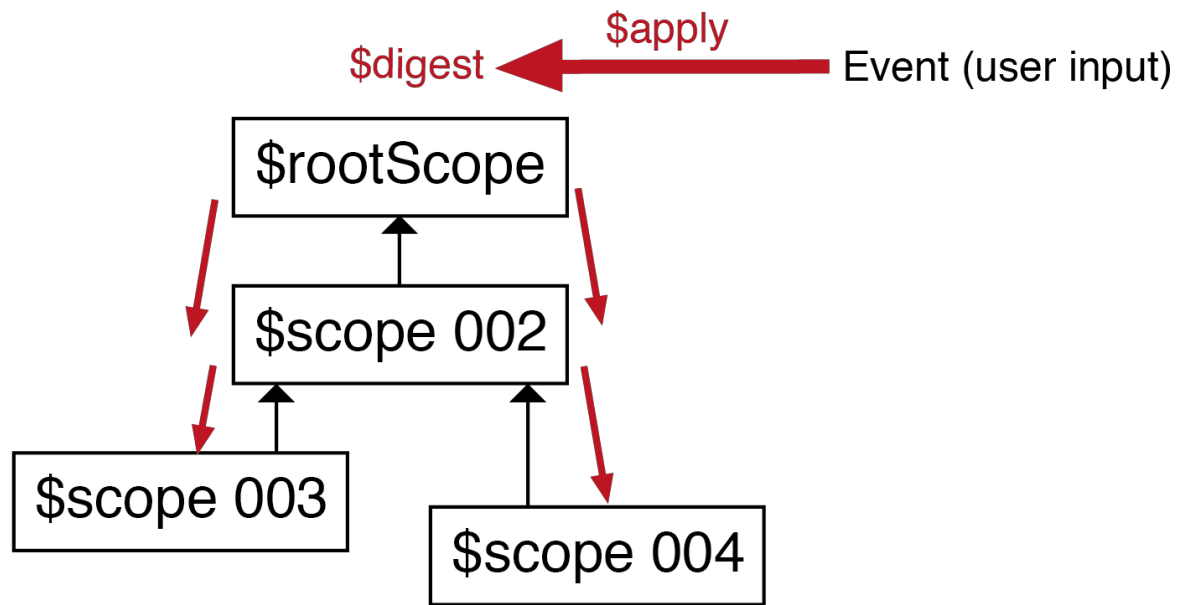 $apply
$digest
Event (user input)
$rootScope
$scope 002
$scope 003
$scope 004